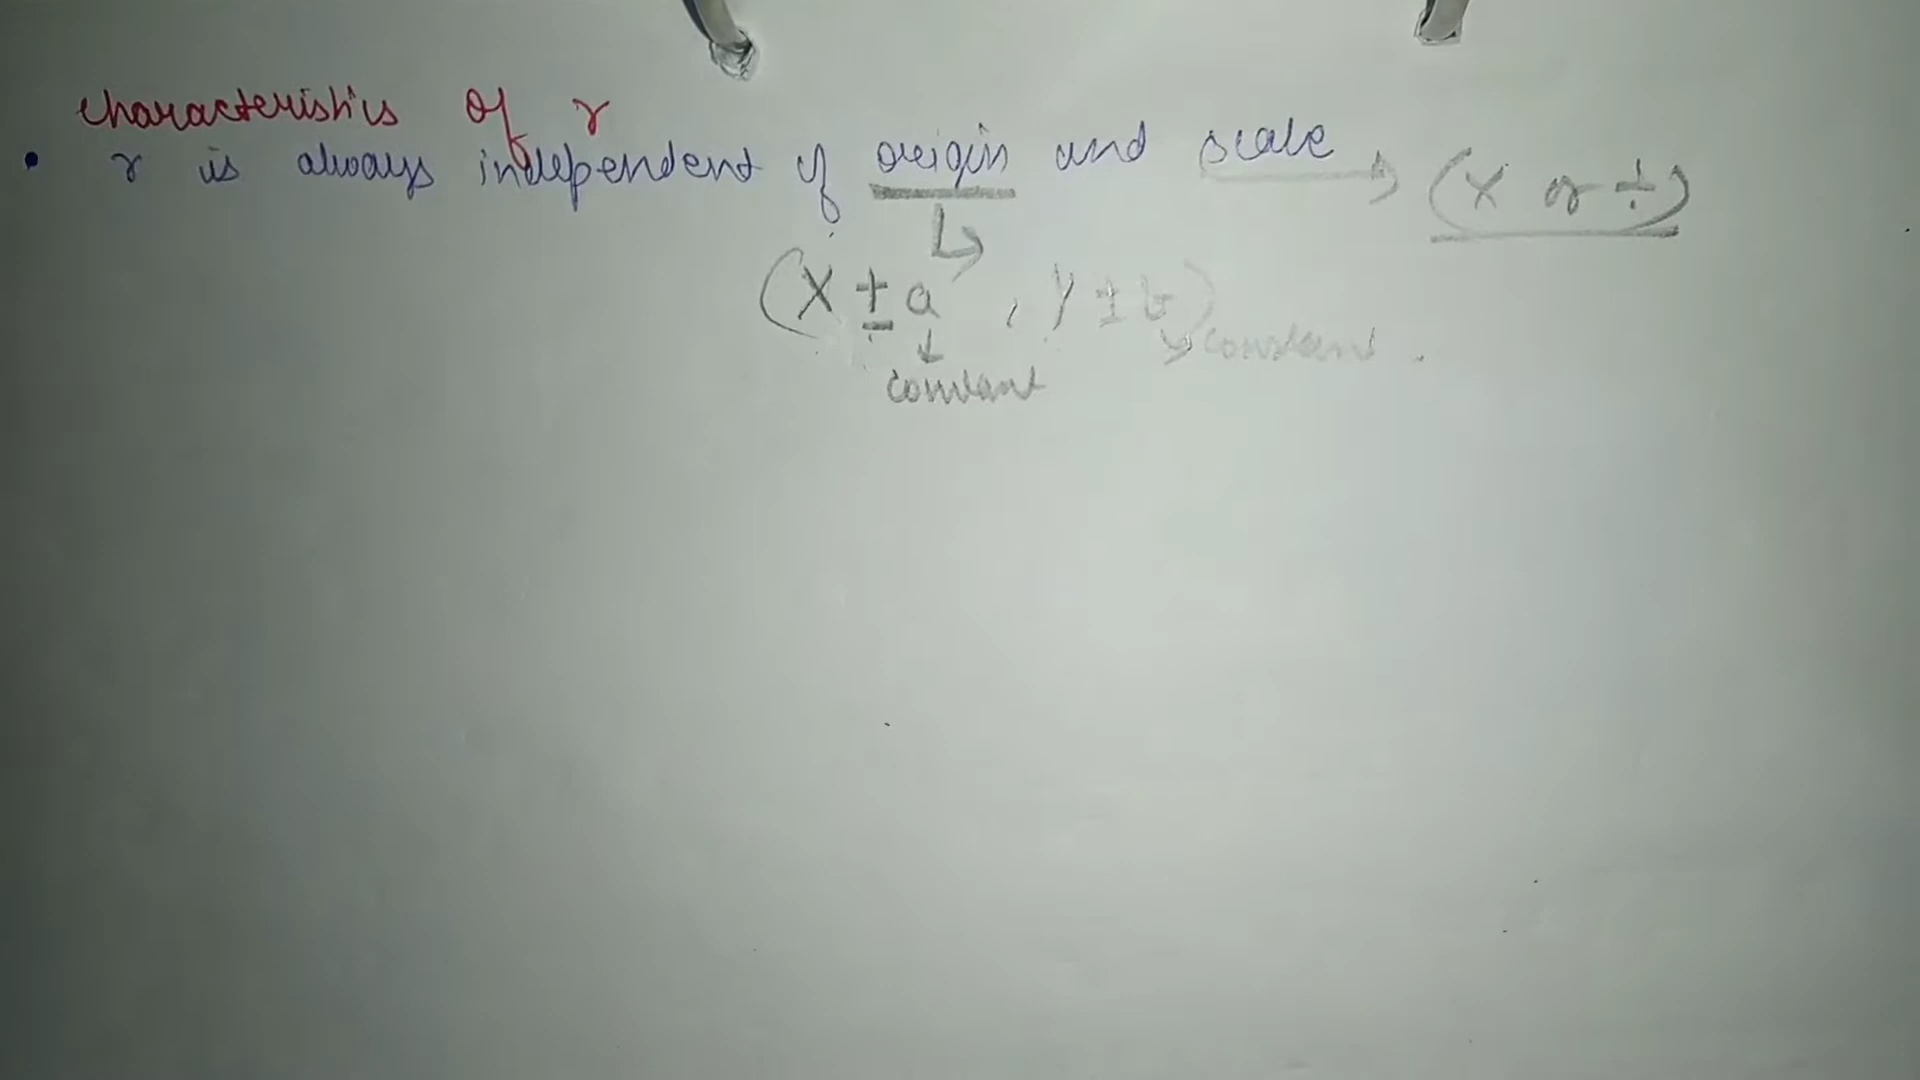 characteristics of r
• r is always independent of origin and scale → (X or ÷)
↳
(X ± a , y ± b)
↓ ↘ constant.
constant